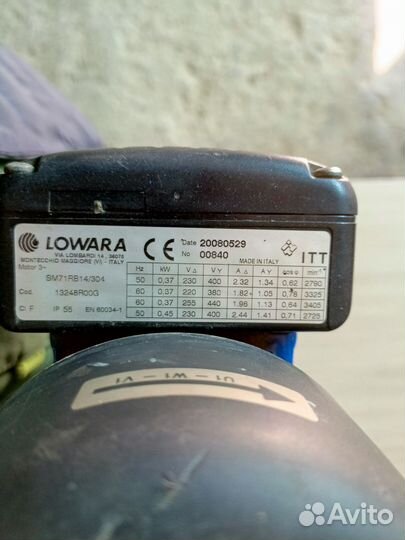 LOWARA
VIA LOMBARDI 14, 36075
MONTECCHIO MAGGIORE (VI) - ITALY
CE
Date 20080529
No 00840
MADE IN ITALY
ITT
Motor 3~
SM71RB14/304
Cod. 13248R00G
Cl F IP 55 EN 60034-1
Hz kW V Δ V Y A Δ A Y cos φ min⁻¹
50 0,37 230 400 2.32 1.34 0,62 2790
60 0,37 220 380 1.82 1.05 0,78 3325
60 0,37 255 440 1.96 1.13 0,64 3405
50 0,45 230 400 2.44 1.41 0,71 2725
U1-W1-V1
Avito